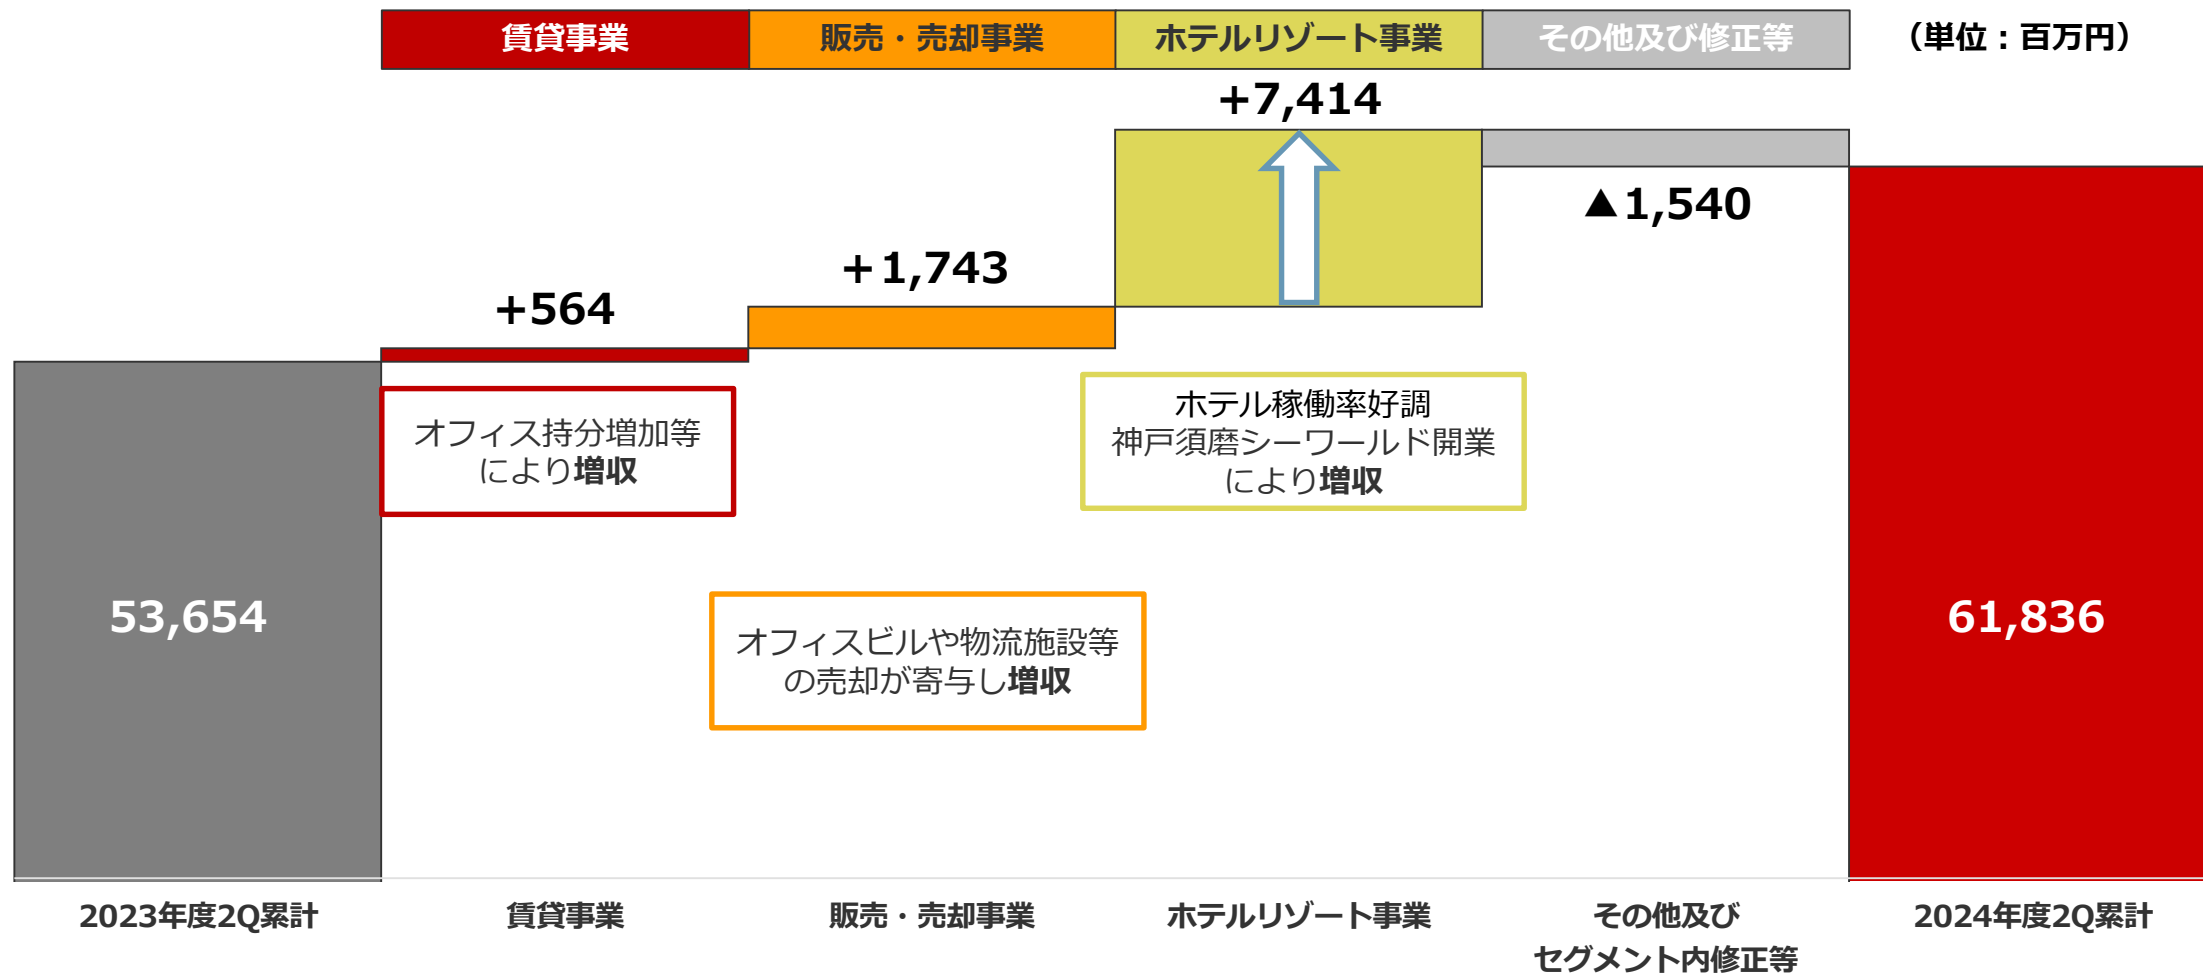 賃貸事業
販売・売却事業
ホテルリゾート事業
その他及び修正等
（単位：百万円）
+564
＋1,743
+7,414
▲1,540
オフィス持分増加等
により増収
オフィスビルや物流施設等
の売却が寄与し増収
ホテル稼働率好調
神戸須磨シーワールド開業
により増収
53,654
61,836
2023年度2Q累計
賃貸事業
販売・売却事業
ホテルリゾート事業
その他及び
セグメント内修正等
2024年度2Q累計